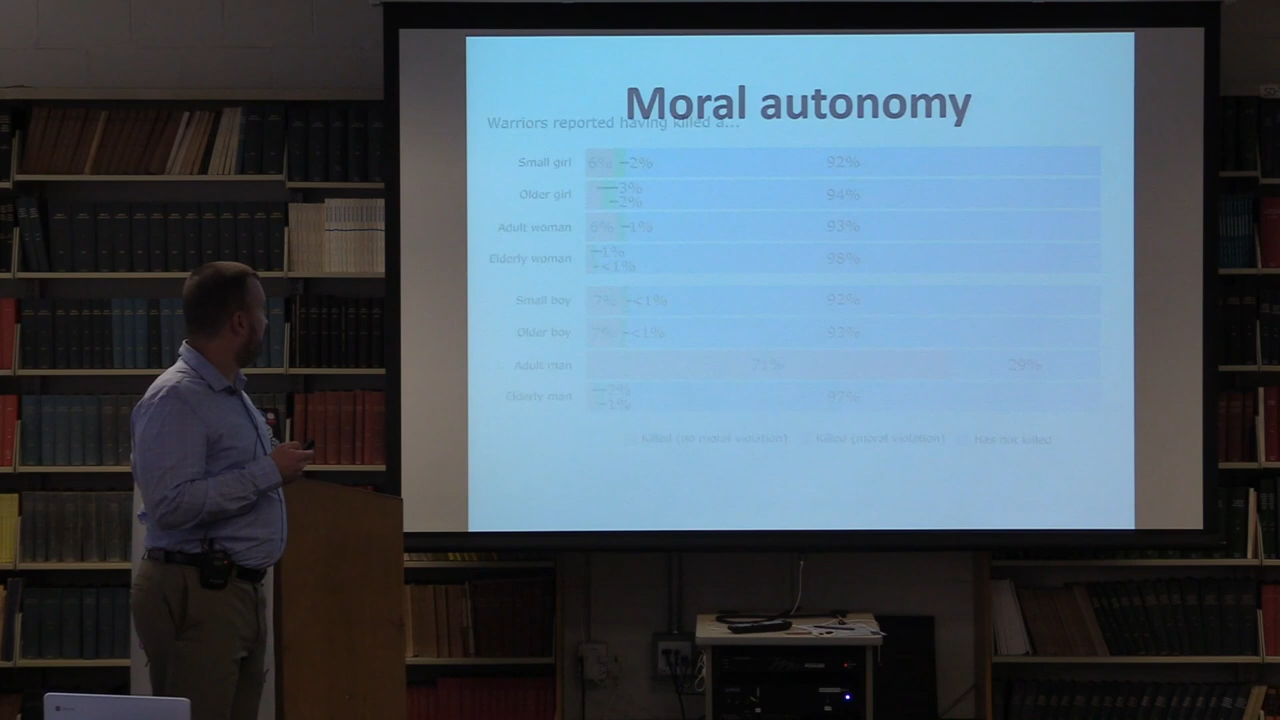 Moral autonomy
Warriors reported having killed a...
Small girl 6% 2% 92%
Older girl 3% 2% 94%
Adult woman 6% 1% 93%
Elderly woman 1% <1% 98%
Small boy 7% <1% 92%
Older boy 7% <1% 93%
Adult man 71% 29%
Elderly man 2% 1% 97%
Killed (no moral violation) Killed (moral violation) Has not killed